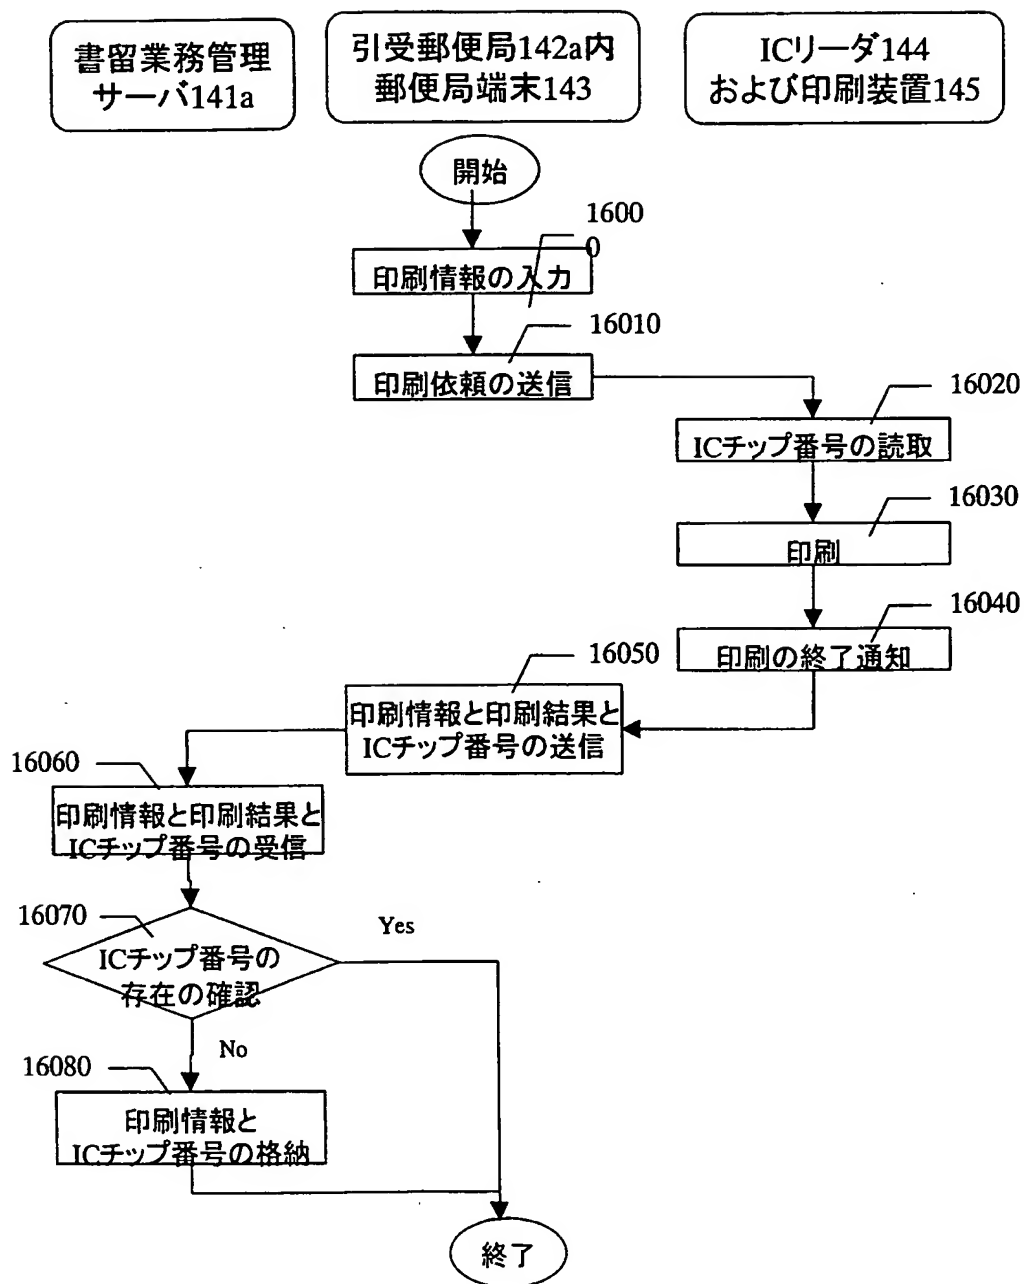 書留業務管理
サーバ141a
引受郵便局142a内
郵便局端末143
ICリーダ144
および印刷装置145
開始
1600
0
印刷情報の入力
16010
印刷依頼の送信
16020
ICチップ番号の読取
16030
印刷
16040
印刷の終了通知
16050
印刷情報と印刷結果と
ICチップ番号の送信
16060
印刷情報と印刷結果と
ICチップ番号の受信
16070
Yes
ICチップ番号の
存在の確認
No
16080
印刷情報と
ICチップ番号の格納
終了